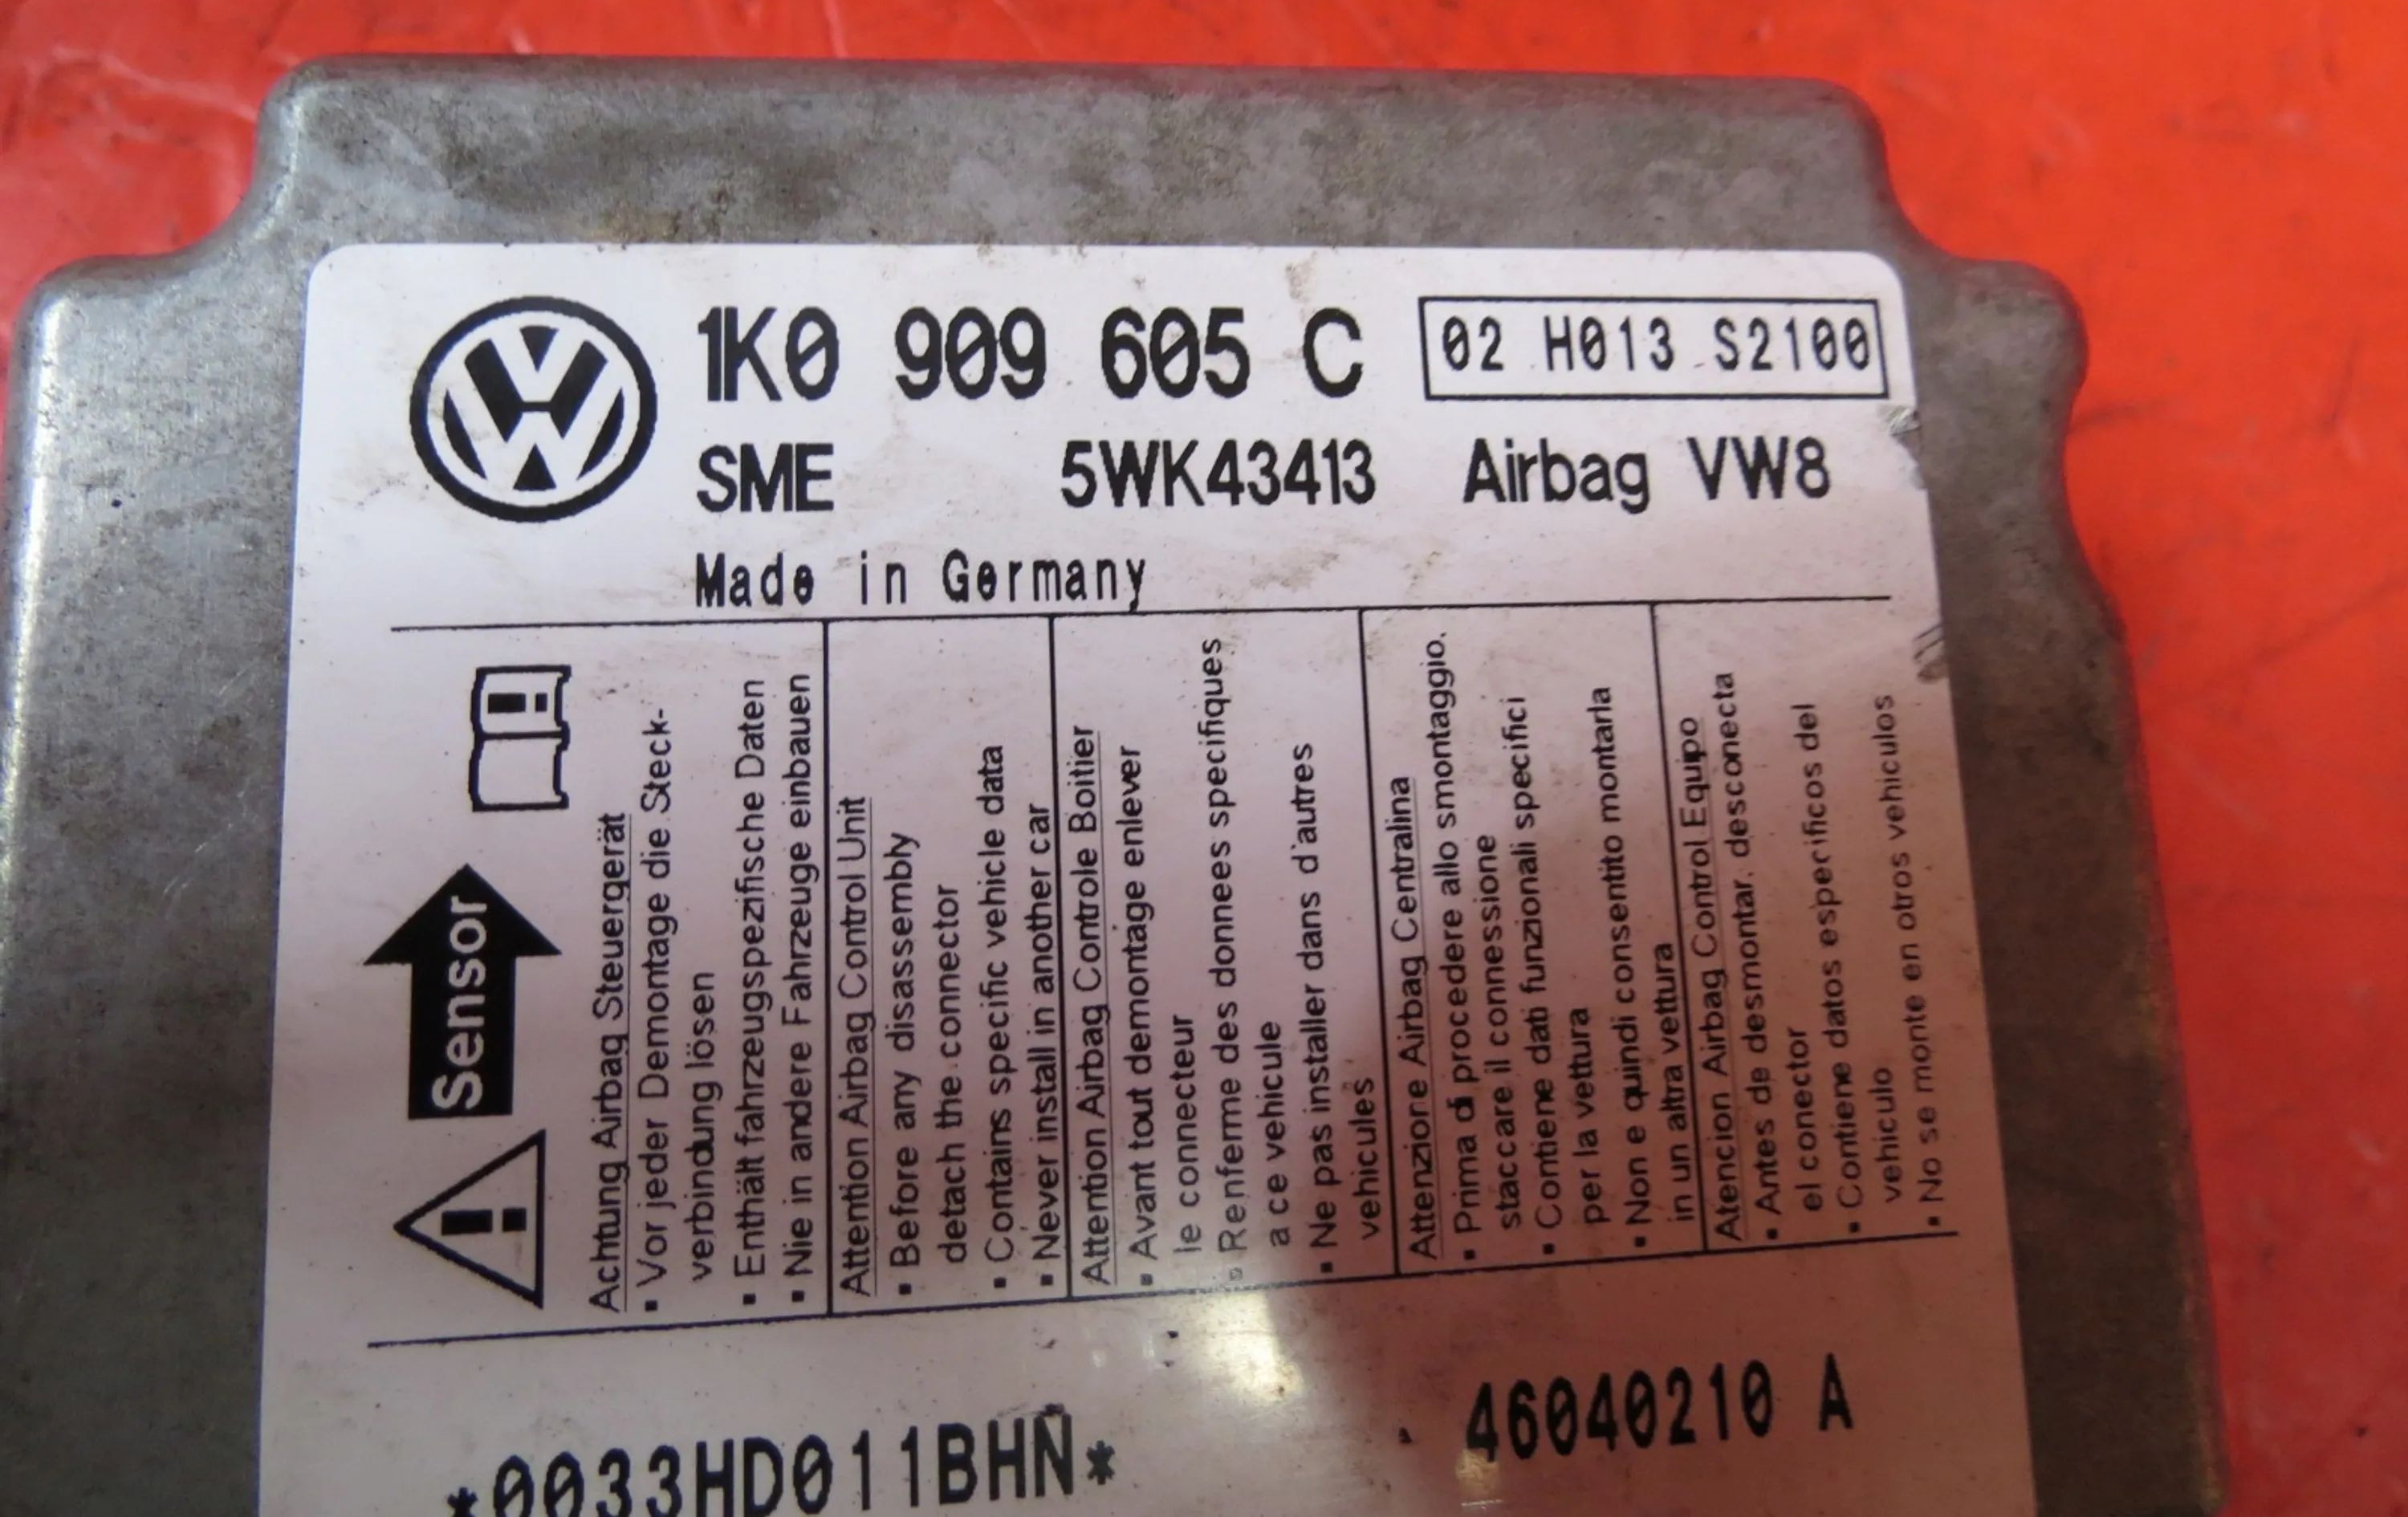 1K0 909 605 C 02 H013 S2100
SME 5WK43413 Airbag VW8
Made in Germany
Sensor
Achtung Airbag Steuergerät
▪ Vor jeder Demontage die Steck-
verbindung lösen
▪ Enthält fahrzeugspezifische Daten
▪ Nie in andere Fahrzeuge einbauen
Attention Airbag Control Unit
▪ Before any disassembly
detach the connector
▪ Contains specific vehicle data
▪ Never install in another car
Attention Airbag Controle Boitier
▪ Avant tout demontage enlever
le connecteur
▪ Renferme des donnees specifiques
a ce vehicule
▪ Ne pas installer dans d'autres
vehicules
Attenzione Airbag Centralina
▪ Prima di procedere allo smontaggio.
staccare il connessione
▪ Contiene dati funzionali specifici
per la vettura
▪ Non e quindi consentito montarla
in un altra vettura
Atencion Airbag Control Equipo
▪ Antes de desmontar. desconecta
el conector
▪ Contiene datos especificos del
vehiculo
▪ No se monte en otros vehiculos
*0033HD011BHN*
46040210 A